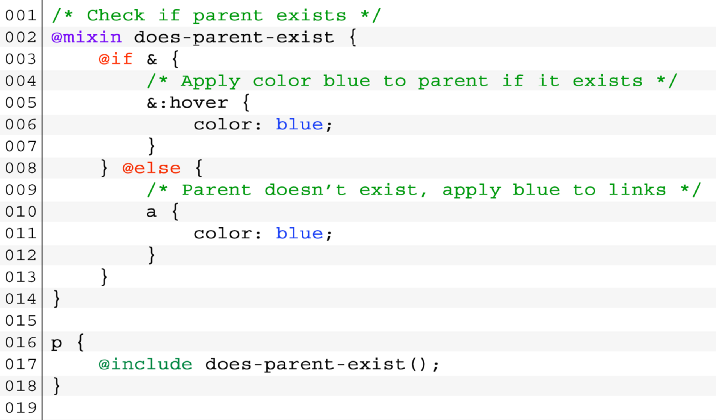 001 /* Check if parent exists */
002 @mixin does-parent-exist {
003     @if & {
004         /* Apply color blue to parent if it exists */
005         &:hover {
006             color: blue;
007         }
008     } @else {
009         /* Parent doesn’t exist, apply blue to links */
010         a {
011             color: blue;
012         }
013     }
014 }
015
016 p {
017     @include does-parent-exist();
018 }
019